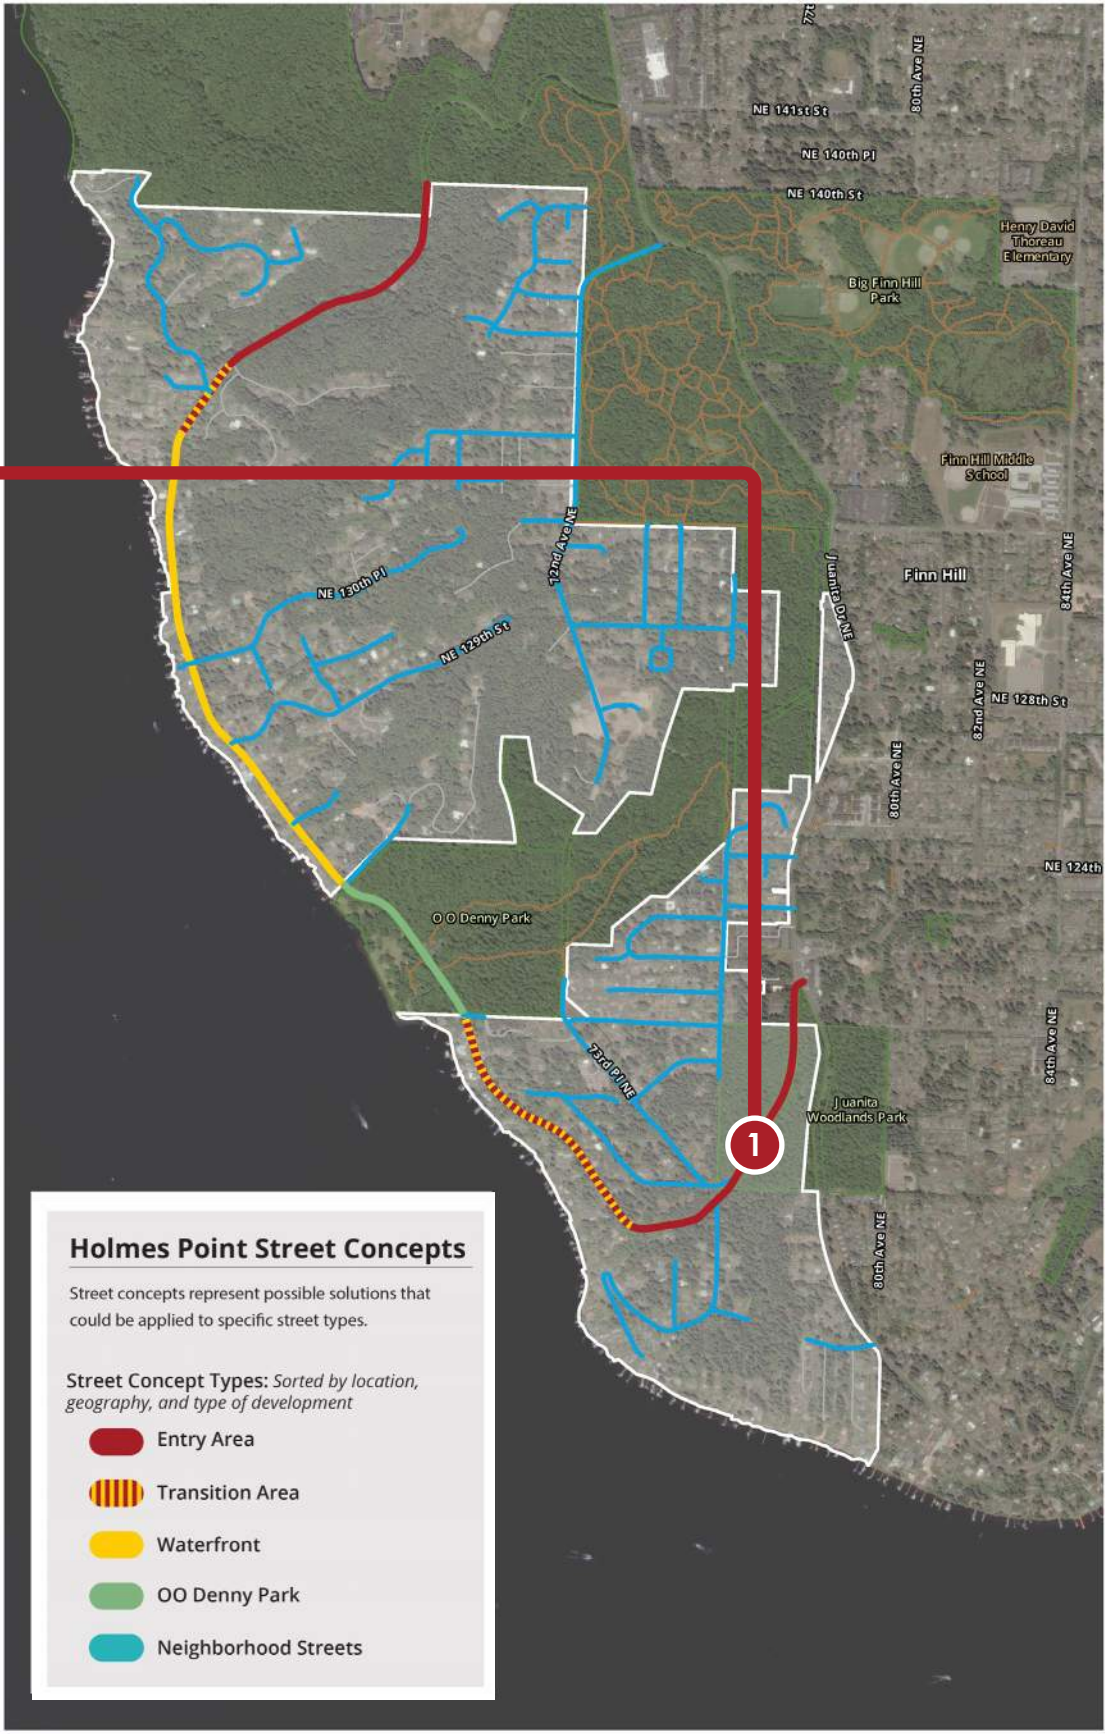 77t
80th Ave NE
NE 141st St
NE 140th Pl
NE 140th St
Henry David
Thoreau
Elementary
Big Finn Hill
Park
Finn Hill Middle
School
72nd Ave NE
NE 130th Pl
Juanita Dr NE
Finn Hill
84th Ave NE
NE 129th St
82nd Ave NE
NE 128th St
80th Ave NE
NE 124th
O O Denny Park
84th Ave NE
73rd Pl NE
Juanita
Woodlands Park
1
80th Ave NE
Holmes Point Street Concepts
Street concepts represent possible solutions that
could be applied to specific street types.
Street Concept Types: Sorted by location,
geography, and type of development
Entry Area
Transition Area
Waterfront
OO Denny Park
Neighborhood Streets